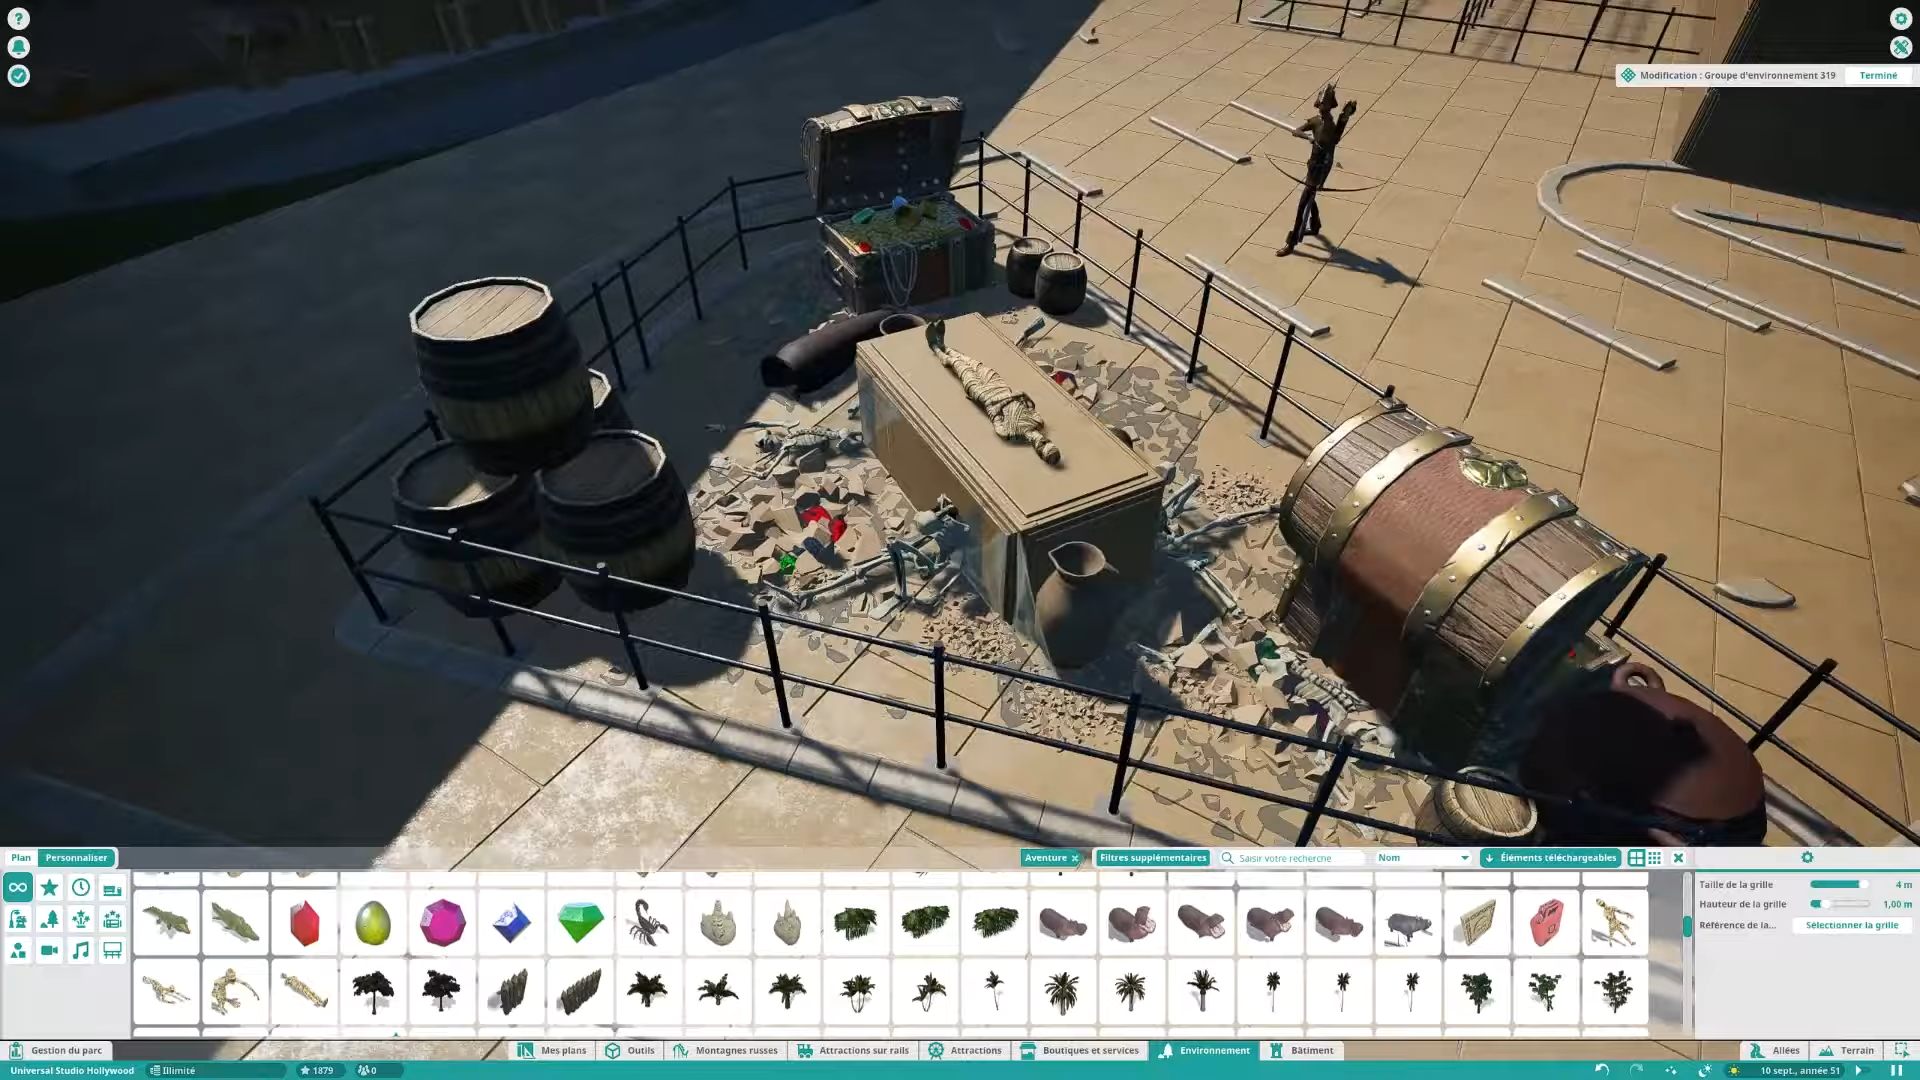 ?
Modification : Groupe d'environnement 319
Terminé
Plan
Personnaliser
Aventure ×
Filtres supplémentaires
Saisir votre recherche
Nom
Éléments téléchargeables
Taille de la grille
4 m
Hauteur de la grille
1,00 m
Référence de la...
Sélectionner la grille
Gestion du parc
Mes plans
Outils
Montagnes russes
Attractions sur rails
Attractions
Boutiques et services
Environnement
Bâtiment
Allées
Terrain
Universal Studio Hollywood
Illimité
1879
0
10 sept., année 51